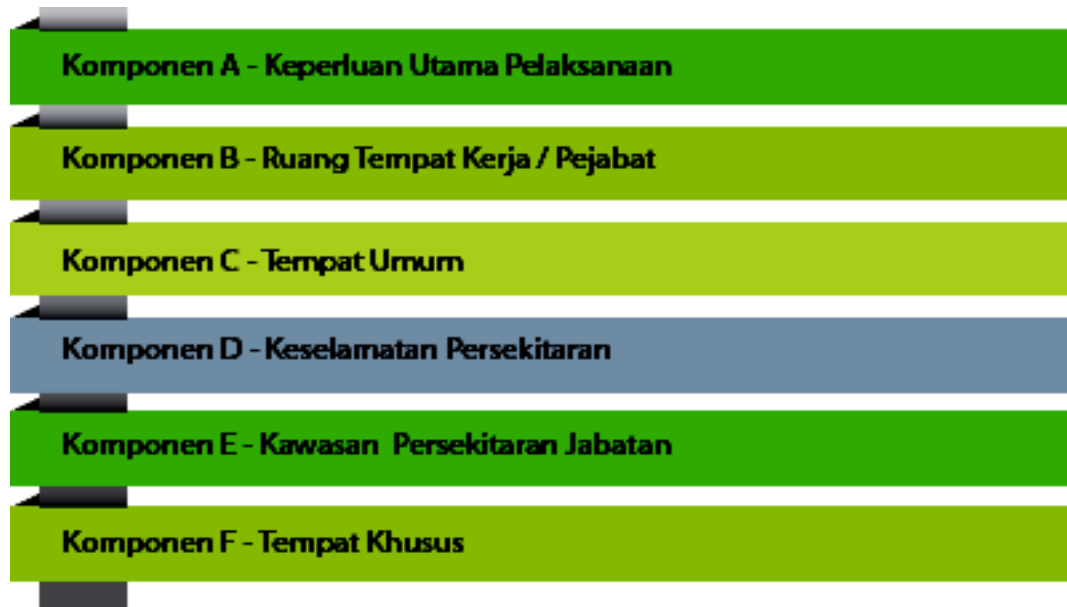 Komponen A - Keperluan Utama Pelaksanaan
Komponen B - Ruang Tempat Kerja / Pejabat
Komponen C - Tempat Umum
Komponen D - Keselamatan Persekitaran
Komponen E - Kawasan Persekitaran Jabatan
Komponen F - Tempat Khusus